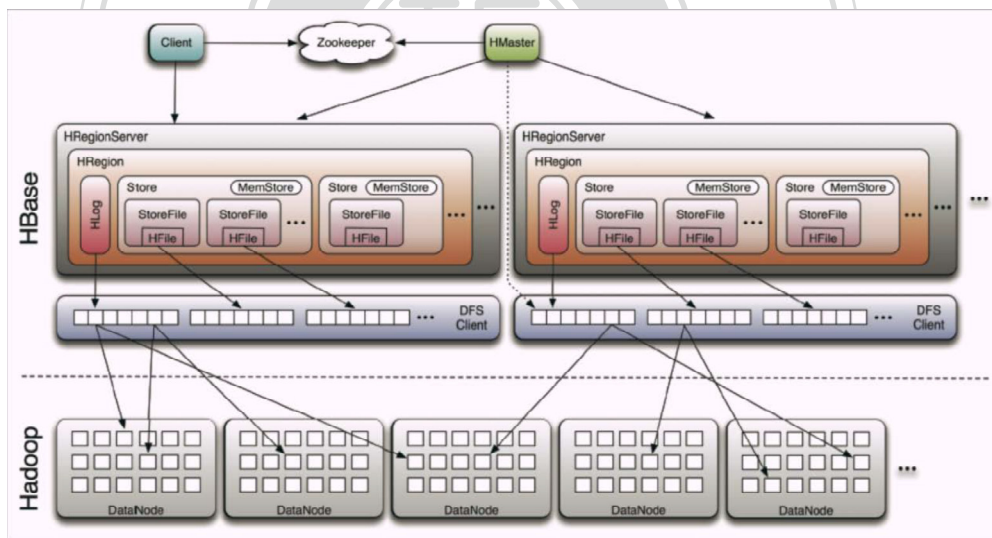 Client
Zookeeper
HMaster
HBase
HRegionServer
HRegion
HLog
Store
MemStore
StoreFile
HFile
StoreFile
HFile
...
Store
MemStore
StoreFile
HFile
...
...
HRegionServer
HRegion
HLog
Store
MemStore
StoreFile
HFile
StoreFile
HFile
...
Store
MemStore
StoreFile
HFile
...
...
...
...
DFS
Client
...
DFS
Client
Hadoop
DataNode
DataNode
DataNode
DataNode
DataNode
...